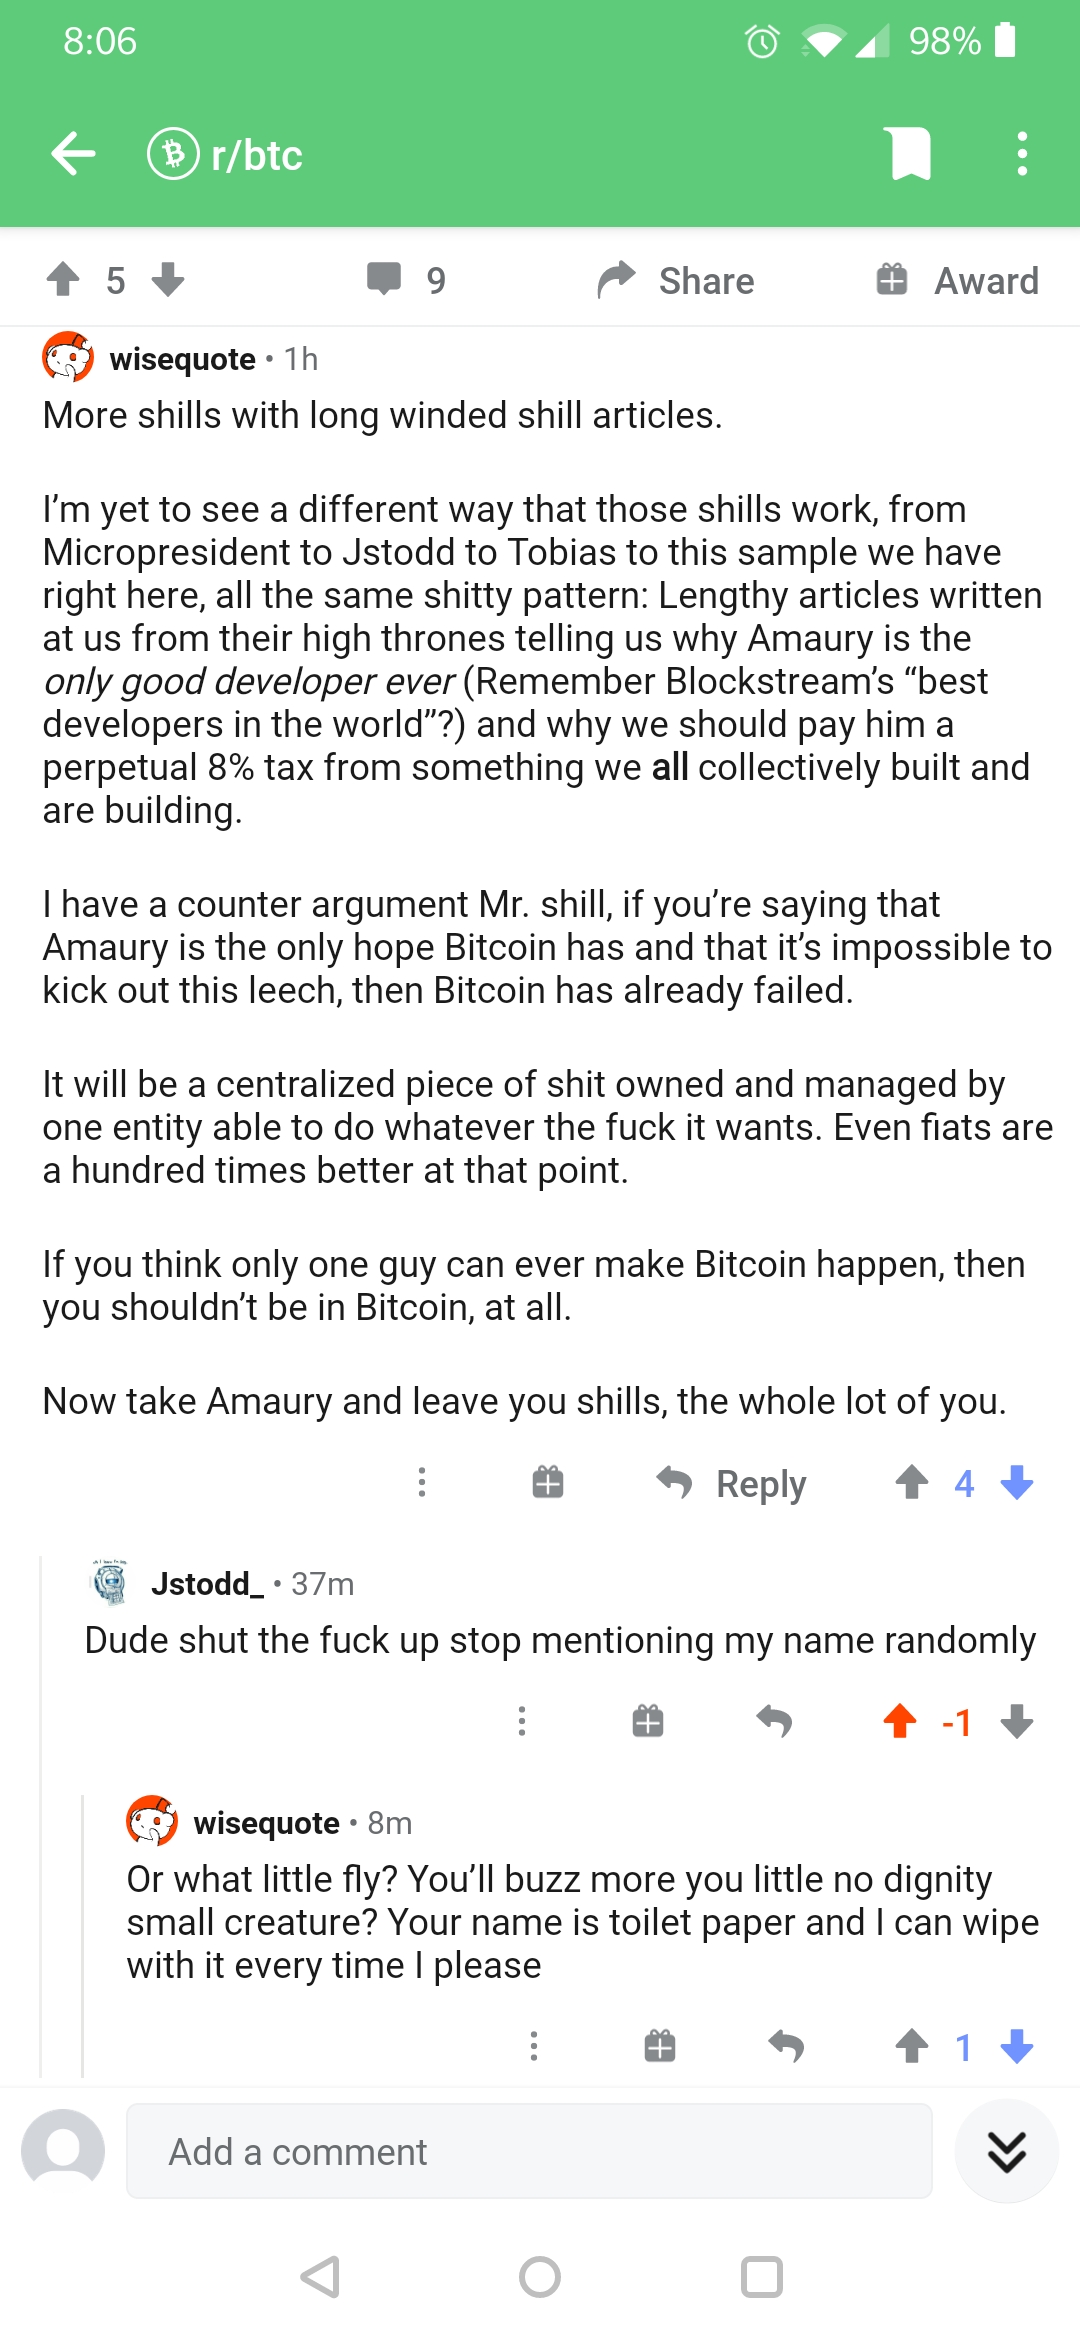 8:06
98%
r/btc
5
9
Share
Award
wisequote • 1h
More shills with long winded shill articles.
I’m yet to see a different way that those shills work, from
Micropresident to Jstodd to Tobias to this sample we have
right here, all the same shitty pattern: Lengthy articles written
at us from their high thrones telling us why Amaury is the
only good developer ever (Remember Blockstream’s “best
developers in the world”?) and why we should pay him a
perpetual 8% tax from something we all collectively built and
are building.
I have a counter argument Mr. shill, if you’re saying that
Amaury is the only hope Bitcoin has and that it’s impossible to
kick out this leech, then Bitcoin has already failed.
It will be a centralized piece of shit owned and managed by
one entity able to do whatever the fuck it wants. Even fiats are
a hundred times better at that point.
If you think only one guy can ever make Bitcoin happen, then
you shouldn’t be in Bitcoin, at all.
Now take Amaury and leave you shills, the whole lot of you.
Reply
4
Jstodd_ • 37m
Dude shut the fuck up stop mentioning my name randomly
-1
wisequote • 8m
Or what little fly? You’ll buzz more you little no dignity
small creature? Your name is toilet paper and I can wipe
with it every time I please
1
Add a comment